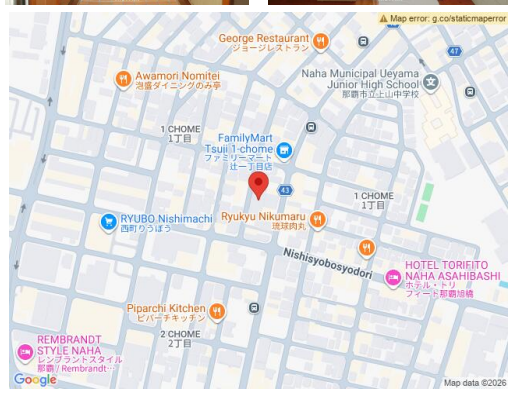 Map error: g.co/staticmaperror
George Restaurant
ジョージレストラン
47
Naha Municipal Ueyama
Junior High School
那覇市立上山中学校
Awamori Nomitei
泡盛ダイニングのみ亭
1 CHOME
1丁目
FamilyMart
Tsuji 1-chome
ファミリーマート
辻一丁目店
43
1 CHOME
1丁目
RYUBO Nishimachi
西町りうぼう
Ryukyu Nikumaru
琉球肉丸
Nishisyobosyodori
HOTEL TORIFITO
NAHA ASAHIBASHI
ホテル・トリ
フィート那覇旭橋
Piparchi Kitchen
ピパーチキッチン
2 CHOME
2丁目
REMBRANDT
STYLE NAHA
レンブラントスタイル
那覇 / Rembrandt…
Google
Map data ©2026